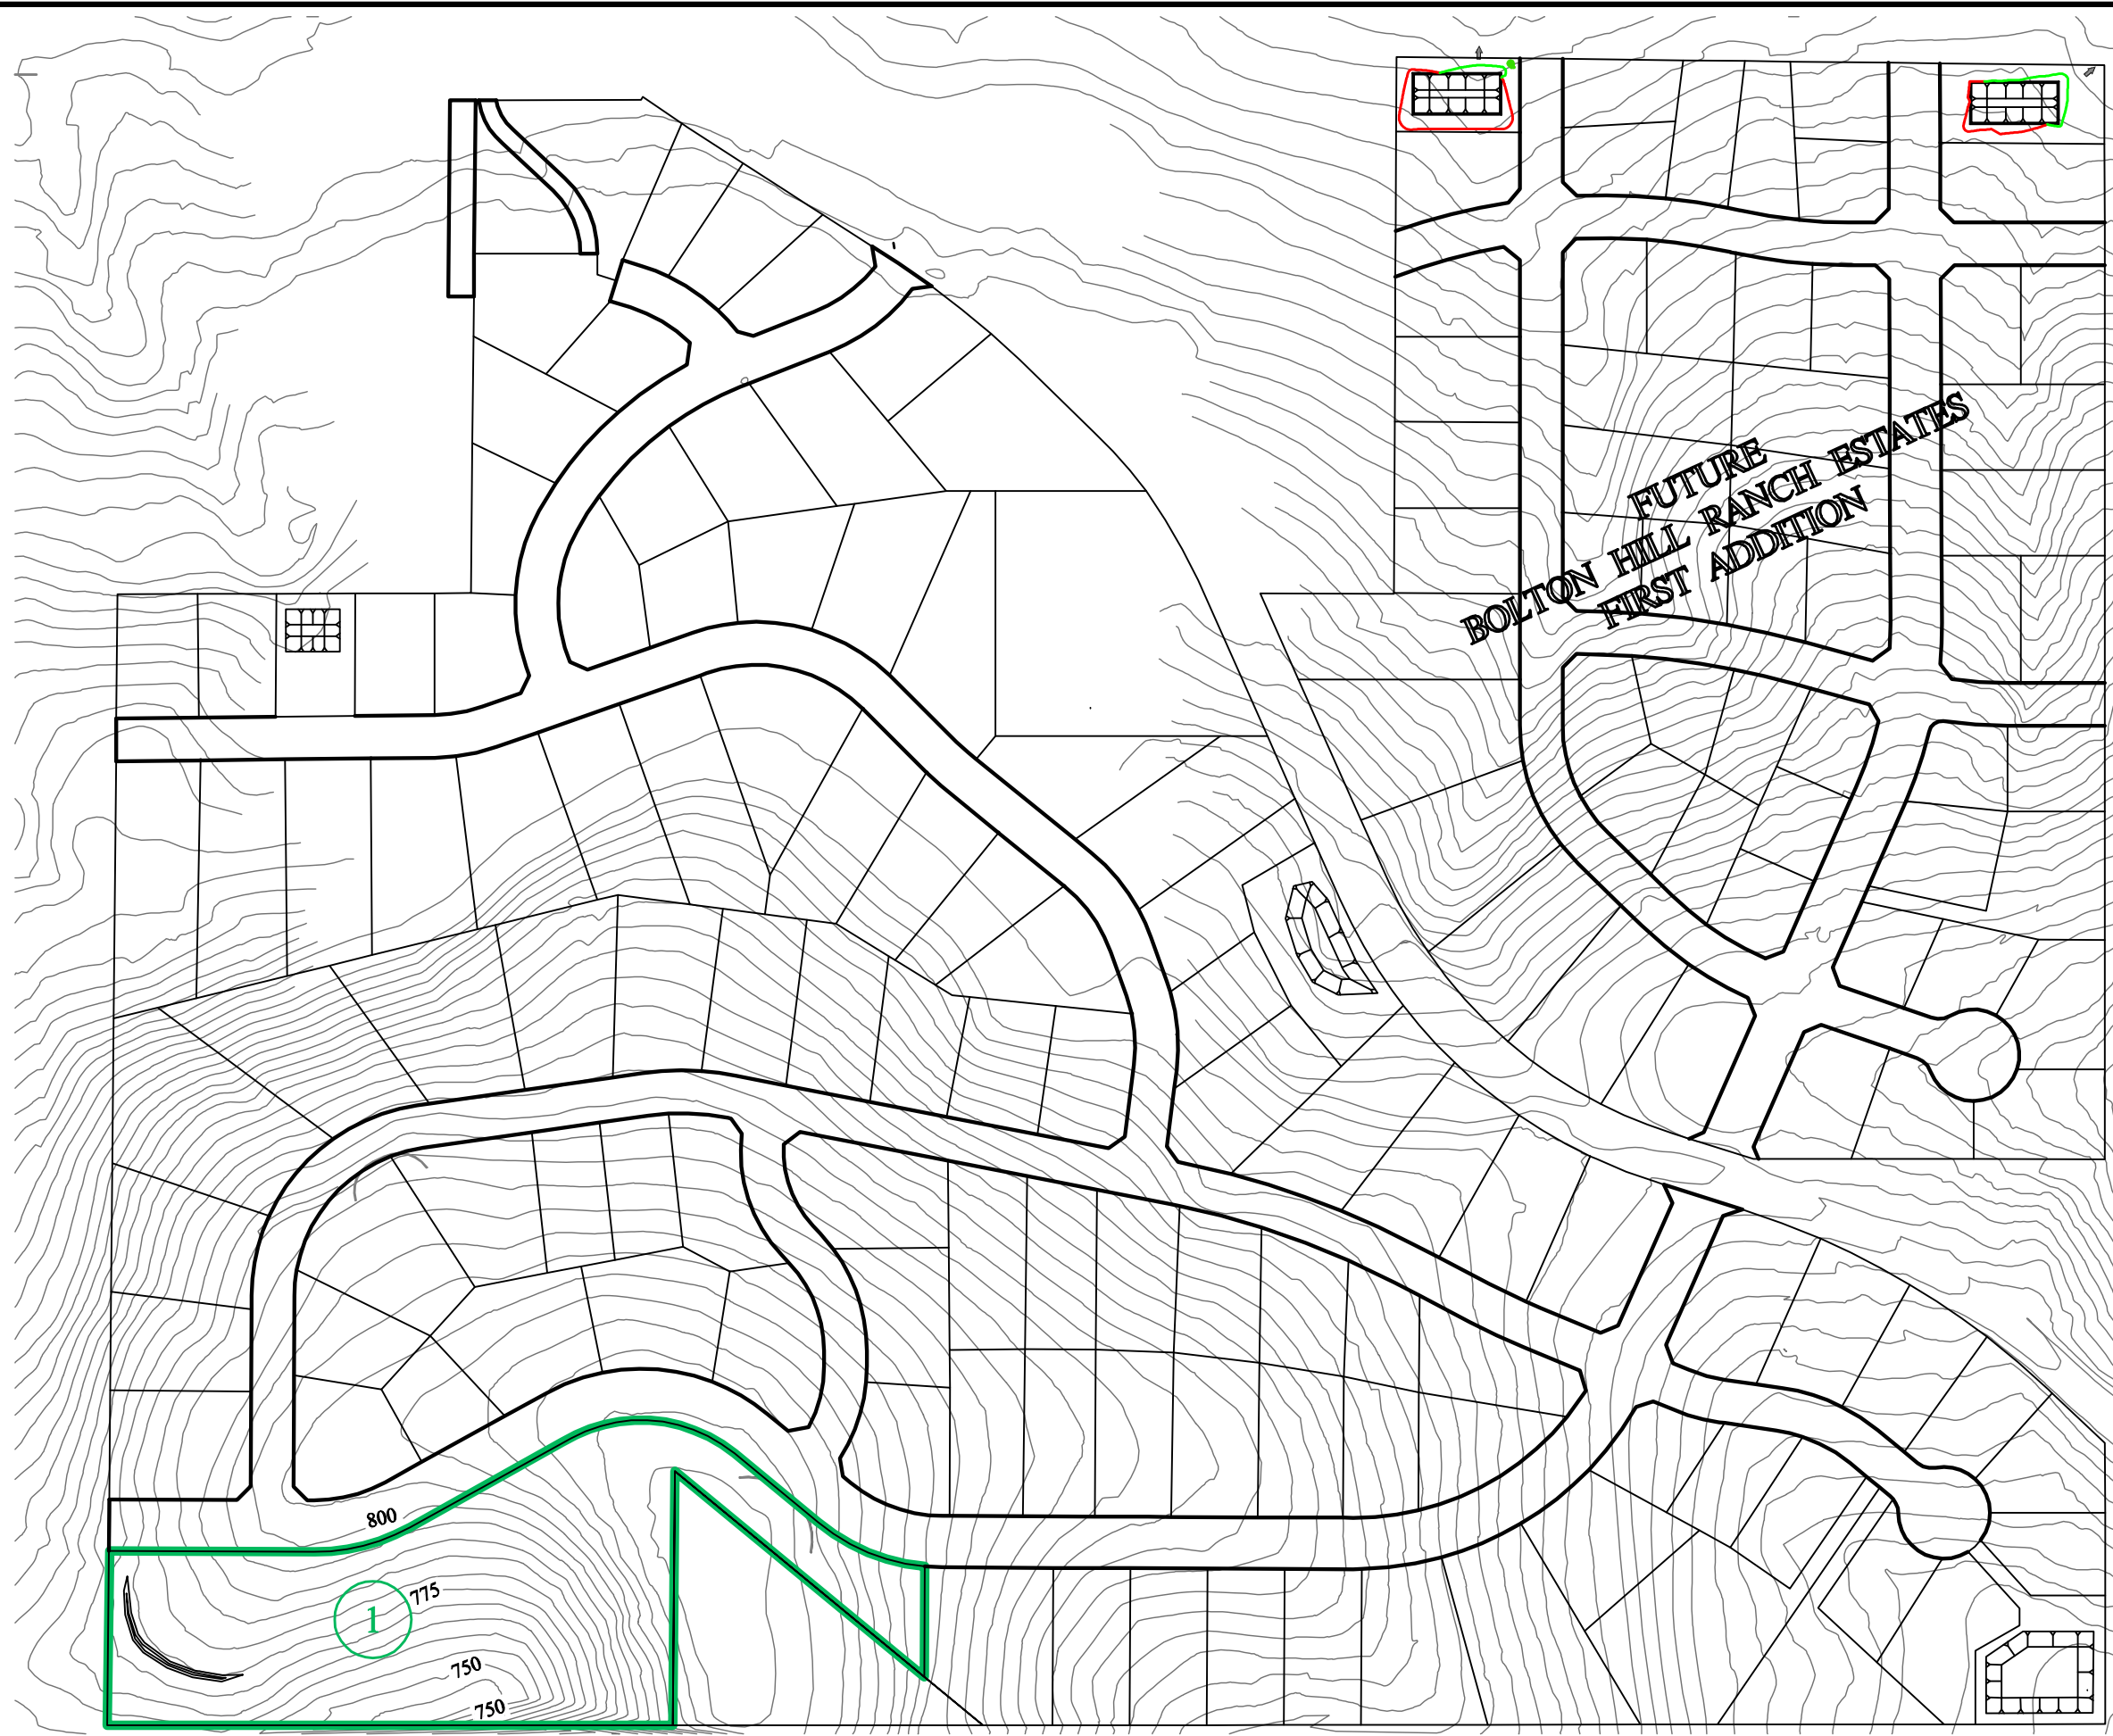 FUTURE
BOLTON HILL RANCH ESTATES
FIRST ADDITION
800
775
1
750
750